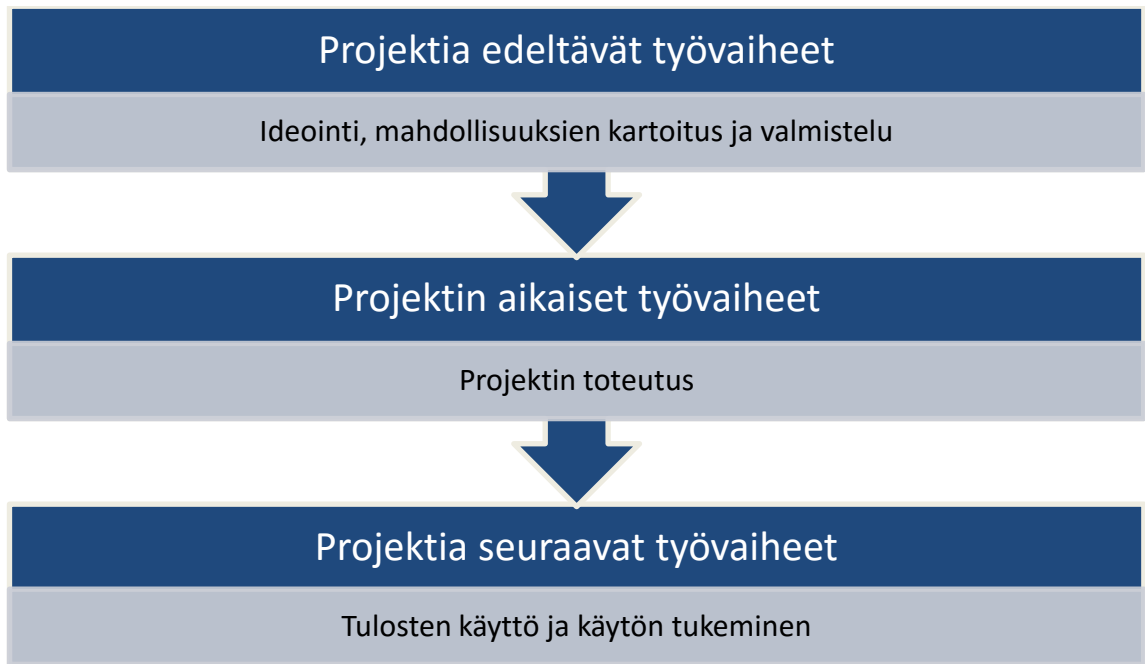 Projektia edeltävät työvaiheet
Ideointi, mahdollisuuksien kartoitus ja valmistelu
Projektin aikaiset työvaiheet
Projektin toteutus
Projektia seuraavat työvaiheet
Tulosten käyttö ja käytön tukeminen